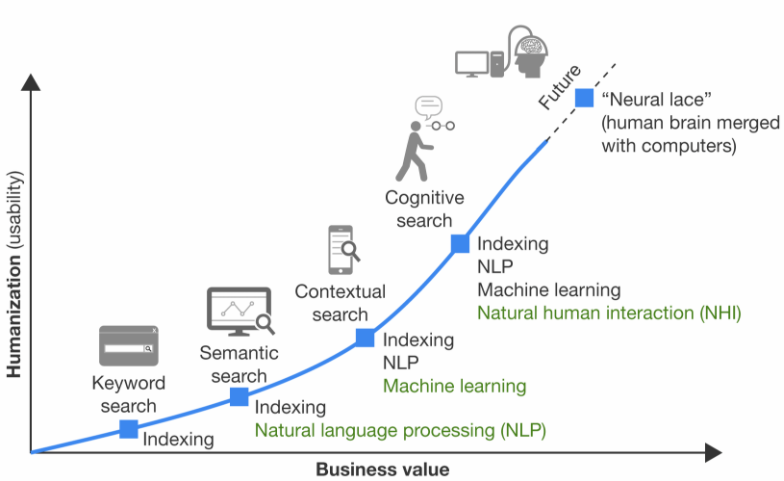 Future
“Neural lace”
(human brain merged
with computers)
Cognitive
search
Indexing
NLP
Machine learning
Natural human interaction (NHI)
Contextual
search
Indexing
NLP
Machine learning
Semantic
search
Indexing
Natural language processing (NLP)
Keyword
search
Indexing
Humanization (usability)
Business value